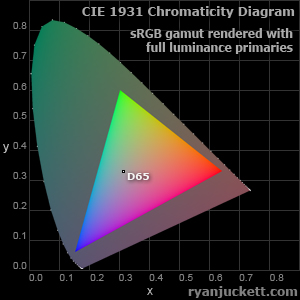 CIE 1931 Chromaticity Diagram
sRGB gamut rendered with
full luminance primaries
0.8
0.7
0.6
0.5
y
0.4
0.3
D65
0.2
0.1
0.0
0.0 0.1 0.2 0.3 0.4 0.5 0.6 0.7 0.8
x
ryanjuckett.com